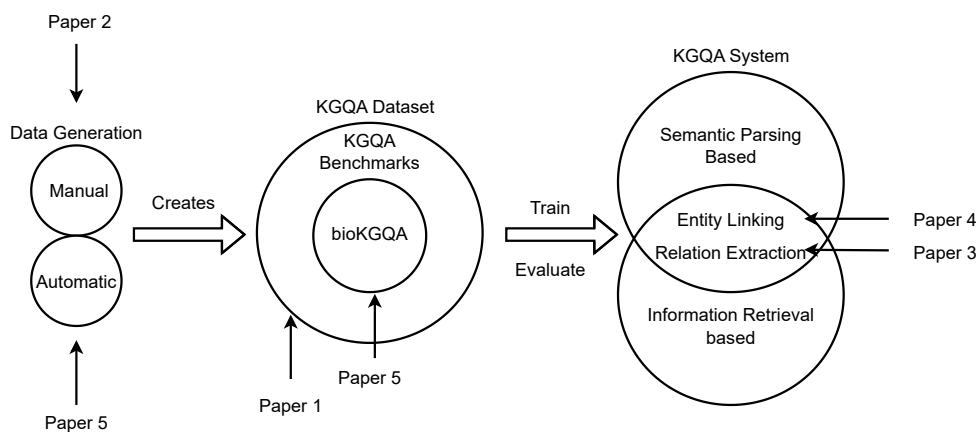 Paper 2
Data Generation
Manual
Automatic
Paper 5
Creates
KGQA Dataset
KGQA
Benchmarks
bioKGQA
Paper 5
Paper 1
Train
Evaluate
KGQA System
Semantic Parsing
Based
Entity Linking
Relation Extraction
Information Retrieval
based
Paper 4
Paper 3